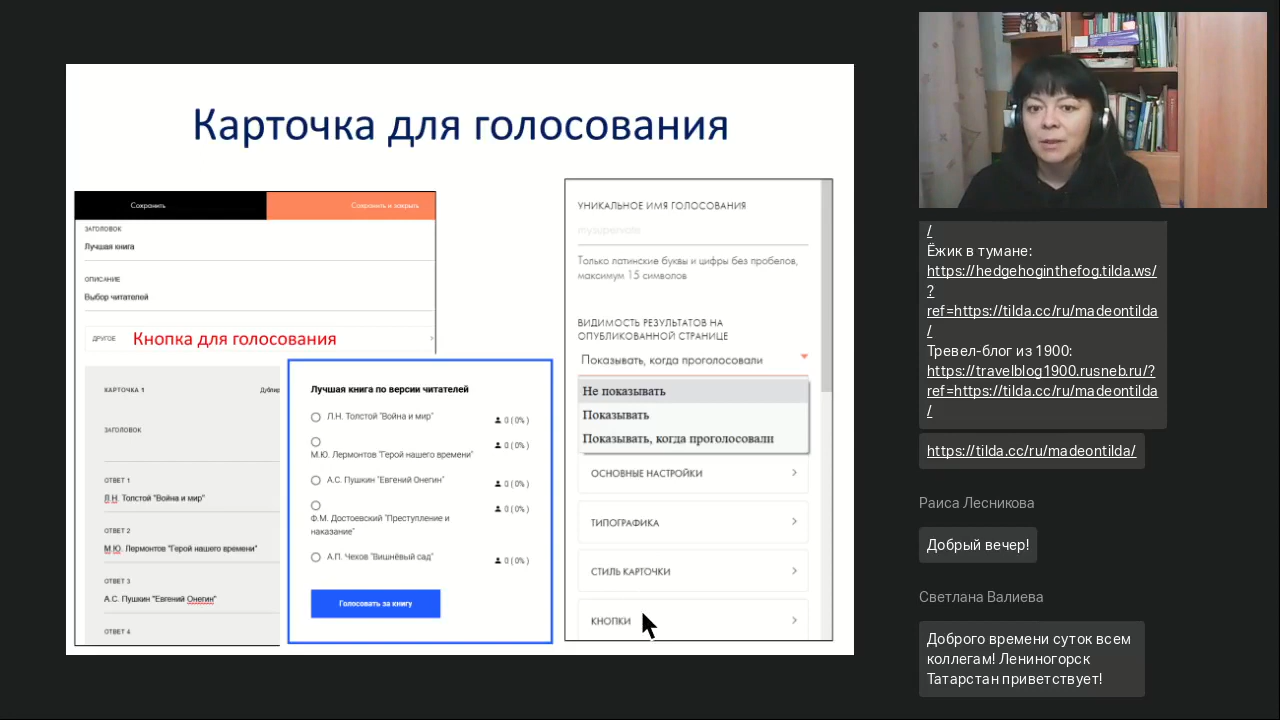 Карточка для голосования
Сохранить
Сохранить и закрыть
ЗАГОЛОВОК
Лучшая книга
ОПИСАНИЕ
Выбор читателей
ДРУГОЕ
Кнопка для голосования
КАРТОЧКА 1
Дублир
ЗАГОЛОВОК
ОТВЕТ 1
Л.Н. Толстой "Война и мир"
ОТВЕТ 2
М.Ю. Лермонтов "Герой нашего времени"
ОТВЕТ 3
А.С. Пушкин "Евгений Онегин"
ОТВЕТ 4
Лучшая книга по версии читателей
Л.Н. Толстой "Война и мир"
0 ( 0% )
0 ( 0% )
М.Ю. Лермонтов "Герой нашего времени"
А.С. Пушкин "Евгений Онегин"
0 ( 0% )
0 ( 0% )
Ф.М. Достоевский "Преступление и
наказание"
А.П. Чехов "Вишнёвый сад"
0 ( 0% )
Голосовать за книгу
УНИКАЛЬНОЕ ИМЯ ГОЛОСОВАНИЯ
mysupervote
Только латинские буквы и цифры без пробелов,
максимум 15 символов
ВИДИМОСТЬ РЕЗУЛЬТАТОВ НА
ОПУБЛИКОВАННОЙ СТРАНИЦЕ
Показывать, когда проголосовали
Не показывать
Показывать
Показывать, когда проголосовали
ОСНОВНЫЕ НАСТРОЙКИ
ТИПОГРАФИКА
СТИЛЬ КАРТОЧКИ
КНОПКИ
/
Ёжик в тумане:
https://hedgehoginthefog.tilda.ws/
?
ref=https://tilda.cc/ru/madeontilda
/
Тревел-блог из 1900:
https://travelblog1900.rusneb.ru/?
ref=https://tilda.cc/ru/madeontilda
/
https://tilda.cc/ru/madeontilda/
Раиса Лесникова
Добрый вечер!
Светлана Валиева
Доброго времени суток всем
коллегам! Лениногорск
Татарстан приветствует!